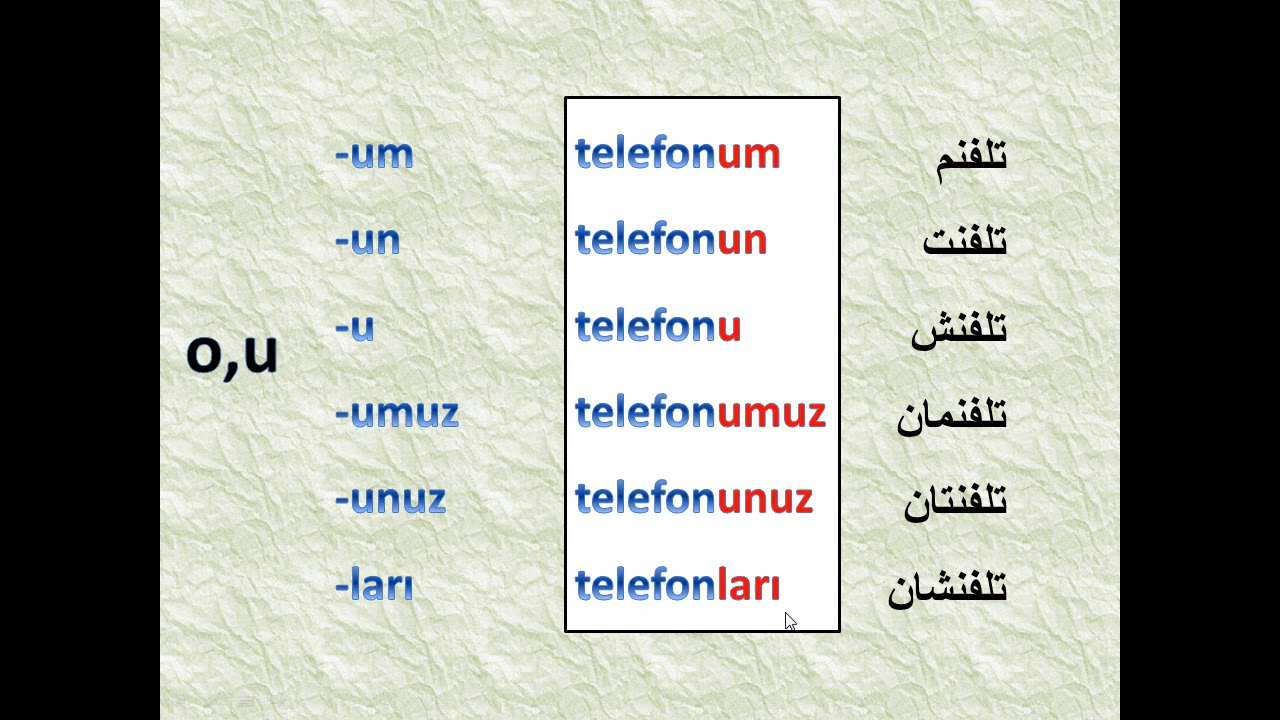 -um telefonum تلفنم
-un telefonun تلفنت
-u telefonu تلفنش
o,u
-umuz telefonumuz تلفنمان
-unuz telefonunuz تلفنتان
-ları telefonları تلفنشان